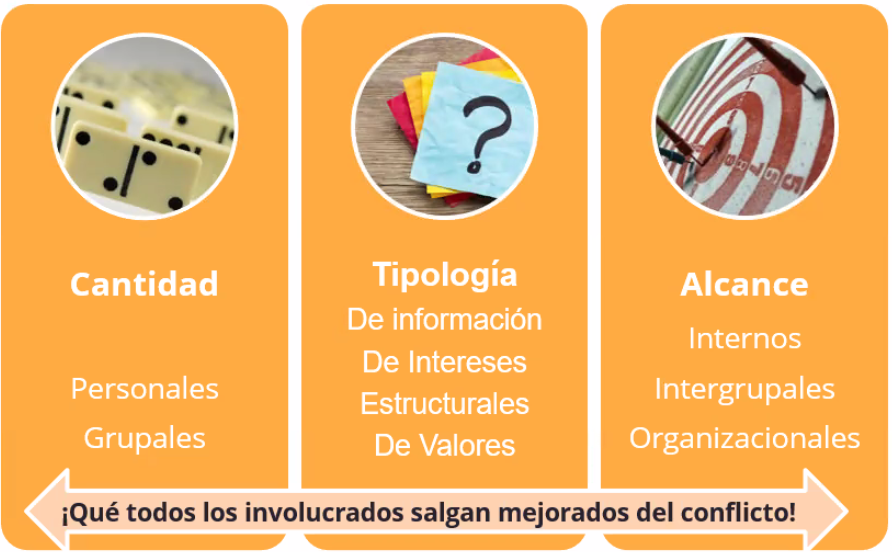 Cantidad
Personales
Grupales
Tipología
De información
De Intereses
Estructurales
De Valores
?
Alcance
Internos
Intergrupales
Organizacionales
¡Qué todos los involucrados salgan mejorados del conflicto!